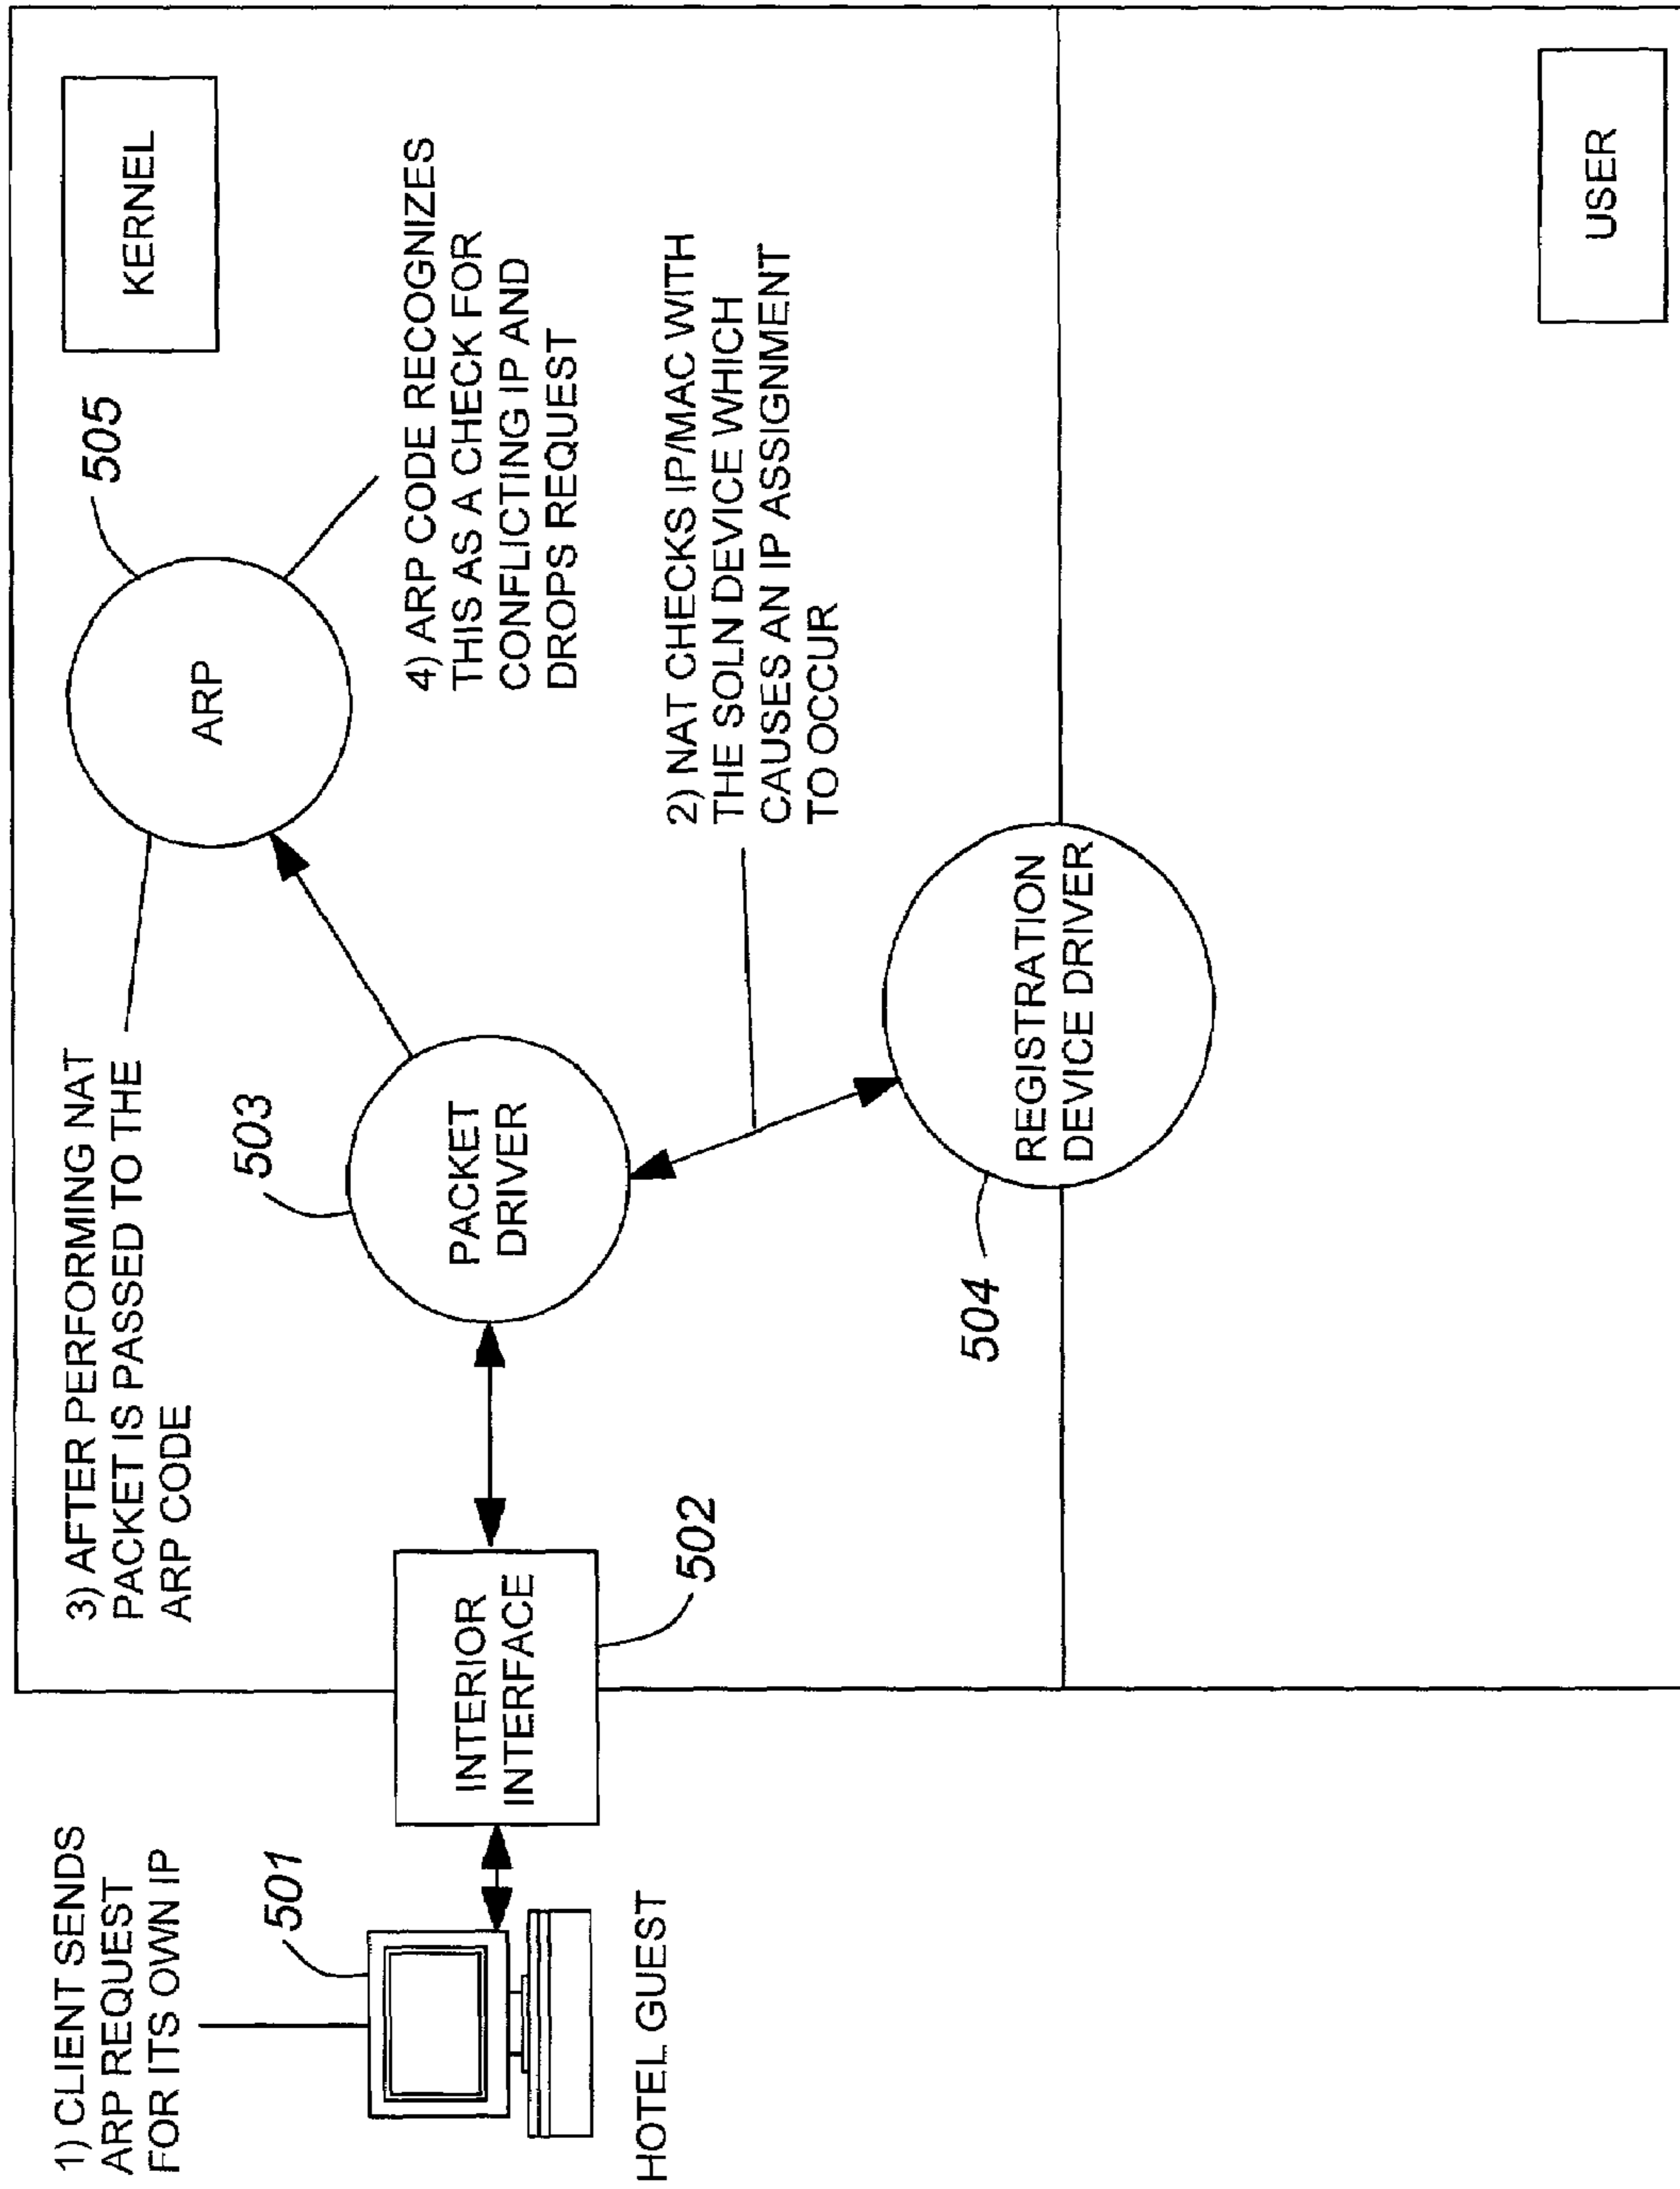 1) CLIENT SENDS
ARP REQUEST
FOR ITS OWN IP
501
HOTEL GUEST
INTERIOR
INTERFACE
502
3) AFTER PERFORMING NAT
PACKET IS PASSED TO THE
ARP CODE
503
PACKET
DRIVER
504
REGISTRATION
DEVICE DRIVER
2) NAT CHECKS IP/MAC WITH
THE SOLN DEVICE WHICH
CAUSES AN IP ASSIGNMENT
TO OCCUR
ARP
505
4) ARP CODE RECOGNIZES
THIS AS A CHECK FOR
CONFLICTING IP AND
DROPS REQUEST
KERNEL
USER